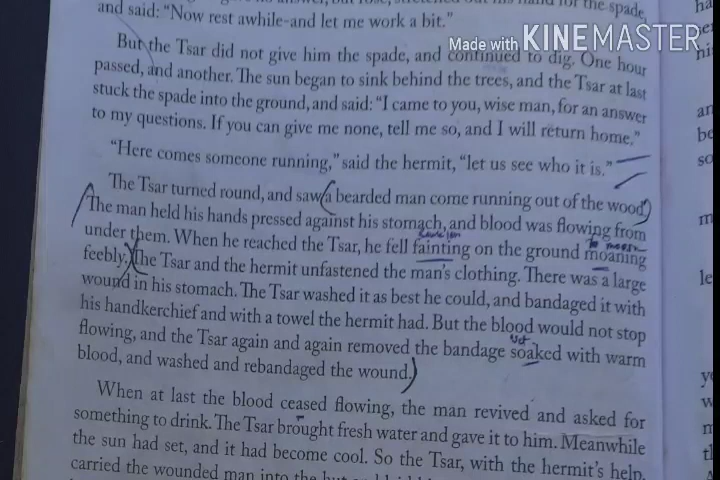 and said: "Now rest awhile-and let me work a bit."
Made with KINEMASTER
But the Tsar did not give him the spade, and continued to dig. One hour
passed, and another. The sun began to sink behind the trees, and the Tsar at last
stuck the spade into the ground, and said: "I came to you, wise man, for an answer
to my questions. If you can give me none, tell me so, and I will return home."
"Here comes someone running," said the hermit, "let us see who it is."
The Tsar turned round, and saw a bearded man come running out of the wood.
The man held his hands pressed against his stomach, and blood was flowing from
under them. When he reached the Tsar, he fell fainting on the ground moaning
feebly. The Tsar and the hermit unfastened the man's clothing. There was a large
wound in his stomach. The Tsar washed it as best he could, and bandaged it with
his handkerchief and with a towel the hermit had. But the blood would not stop
flowing, and the Tsar again and again removed the bandage soaked with warm
blood, and washed and rebandaged the wound.
When at last the blood ceased flowing, the man revived and asked for
something to drink. The Tsar brought fresh water and gave it to him. Meanwhile
the sun had set, and it had become cool. So the Tsar, with the hermit's help,
carried the wounded man into the hut